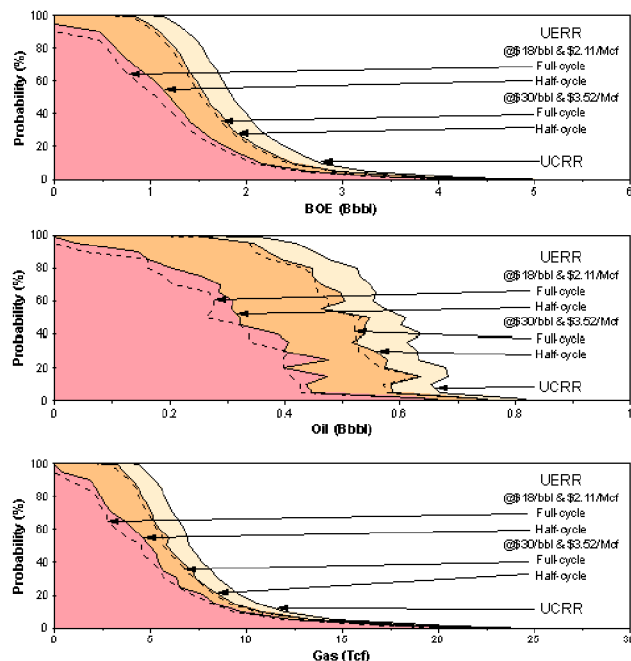 100
80
60
40
20
0
Probability (%)
UERR
@$18/bbl & $2.11/Mcf
Full-cycle
Half-cycle
@$30/bbl & $3.52/Mcf
Full-cycle
Half-cycle
UCRR
0 1 2 3 4 5 6
BOE (Bbbl)
100
80
60
40
20
0
Probability (%)
UERR
@$18/bbl & $2.11/Mcf
Full-cycle
Half-cycle
@$30/bbl & $3.52/Mcf
Full-cycle
Half-cycle
UCRR
0 0.2 0.4 0.6 0.8 1
Oil (Bbbl)
100
80
60
40
20
0
Probability (%)
UERR
@$18/bbl & $2.11/Mcf
Full-cycle
Half-cycle
@$30/bbl & $3.52/Mcf
Full-cycle
Half-cycle
UCRR
0 5 10 15 20 25 30
Gas (Tcf)